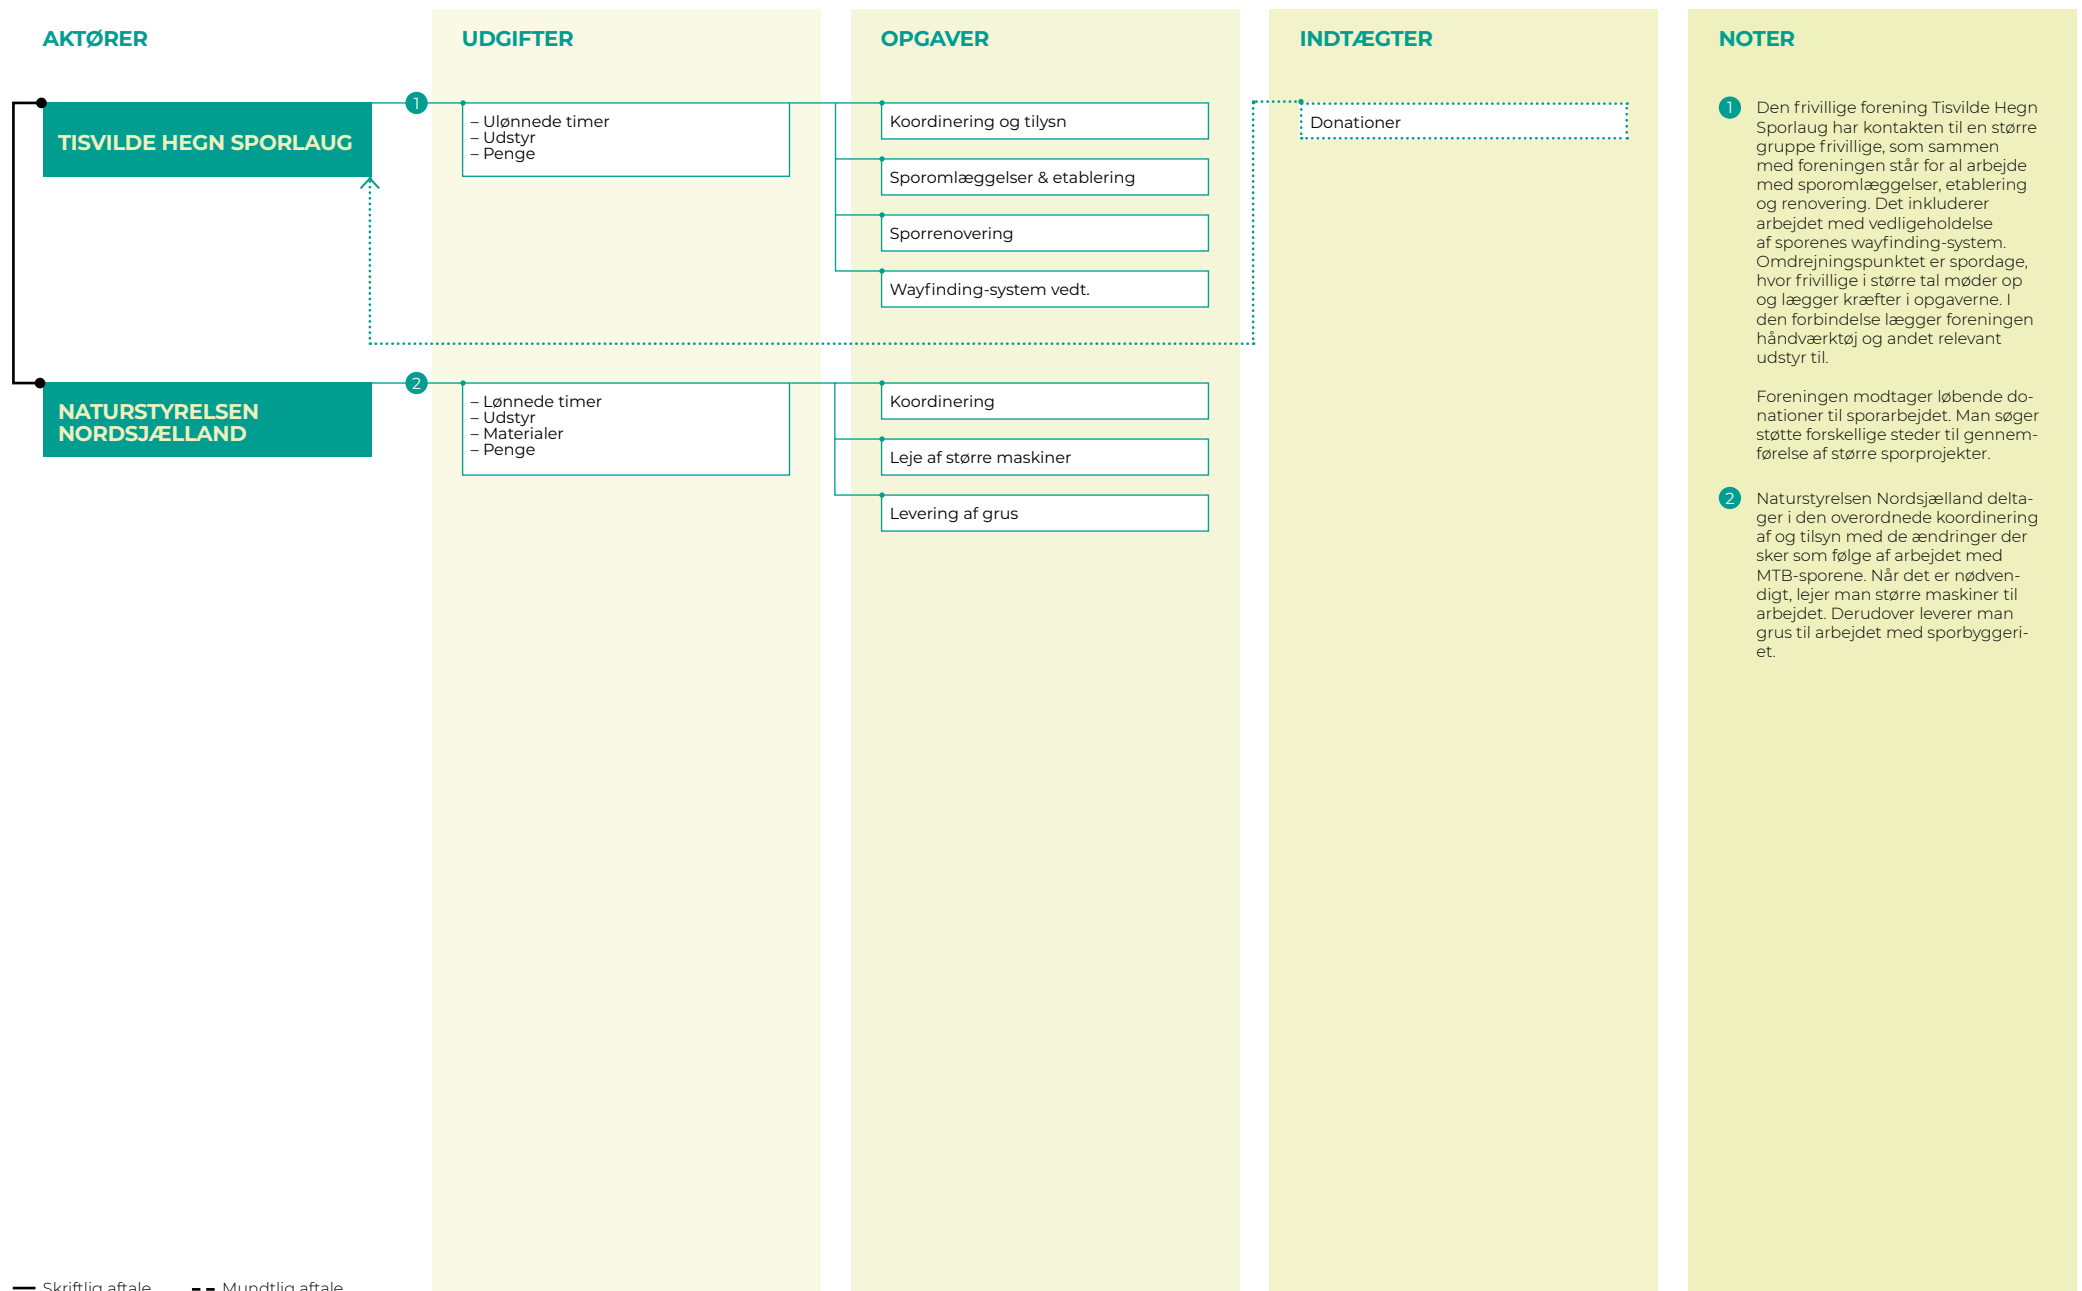 AKTØRER
UDGIFTER
OPGAVER
INDTÆGTER
NOTER
TISVILDE HEGN SPORLAUG
1
– Ulønnede timer
– Udstyr
– Penge
Koordinering og tilysn
Sporomlæggelser & etablering
Sporrenovering
Wayfinding-system vedt.
Donationer
NATURSTYRELSEN
NORDSJÆLLAND
2
– Lønnede timer
– Udstyr
– Materialer
– Penge
Koordinering
Leje af større maskiner
Levering af grus
1 Den frivillige forening Tisvilde Hegn
Sporlaug har kontakten til en større
gruppe frivillige, som sammen
med foreningen står for al arbejde
med sporomlæggelser, etablering
og renovering. Det inkluderer
arbejdet med vedligeholdelse
af sporenes wayfinding-system.
Omdrejningspunktet er spordage,
hvor frivillige i større tal møder op
og lægger kræfter i opgaverne. I
den forbindelse lægger foreningen
håndværktøj og andet relevant
udstyr til.
Foreningen modtager løbende do-
nationer til sporarbejdet. Man søger
støtte forskellige steder til gennem-
førelse af større sporprojekter.
2 Naturstyrelsen Nordsjælland delta-
ger i den overordnede koordinering
af og tilsyn med de ændringer der
sker som følge af arbejdet med
MTB-sporene. Når det er nødven-
digt, lejer man større maskiner til
arbejdet. Derudover leverer man
grus til arbejdet med sporbyggeri-
et.
Skriftlig aftale
Mundtlig aftale